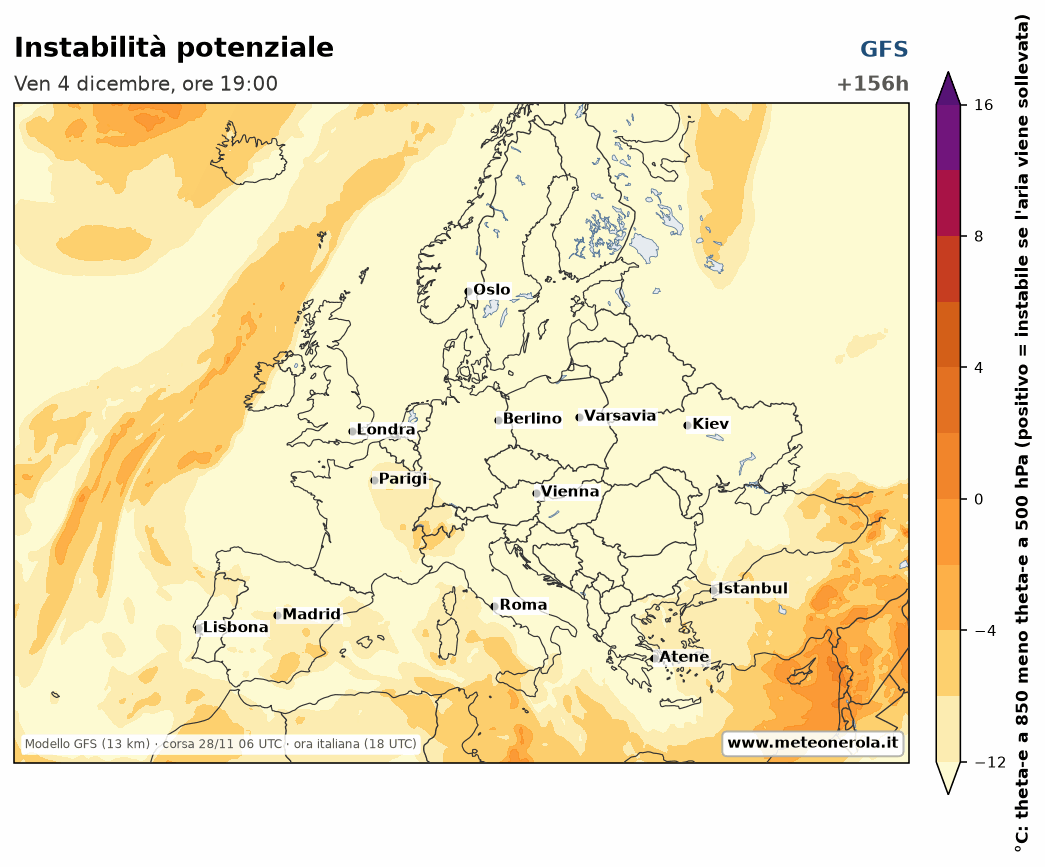 Instabilità potenziale
GFS
Ven 4 dicembre, ore 19:00
+156h
Oslo
Berlino
Varsavia
Londra
Kiev
Parigi
Vienna
Istanbul
Roma
Madrid
Lisbona
Atene
Modello GFS (13 km) · corsa 28/11 06 UTC · ora italiana (18 UTC)
www.meteonerola.it
16
8
4
0
−4
−12
°C: theta-e a 850 meno theta-e a 500 hPa (positivo = instabile se l'aria viene sollevata)